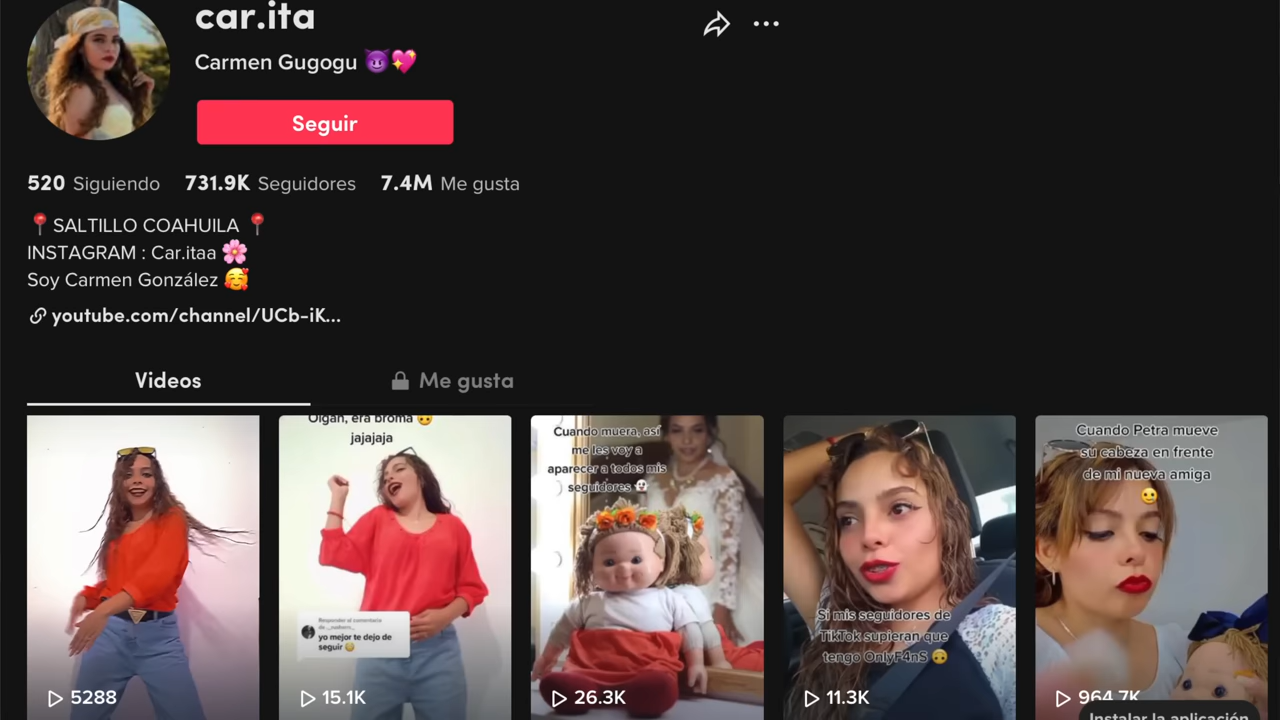 car.ita
Carmen Gugogu 😈💖
Seguir
520 Siguiendo 731.9K Seguidores 7.4M Me gusta
📍SALTILLO COAHUILA 📍
INSTAGRAM : Car.itaa 🌸
Soy Carmen González 🥰
youtube.com/channel/UCb-iK...
Videos
Me gusta
Oigan, era broma
jajajaja
Responder al comentario
yo mejor te dejo de
seguir
Cuando muera, así
me les voy a
aparecer a todos mis
seguidores 👻
Si mis seguidores de
TikTok supieran que
tengo OnlyF4nS 🙃
Cuando Petra mueve
su cabeza en frente
de mi nueva amiga
5288
15.1K
26.3K
11.3K
964.7K
Instalar la aplicación